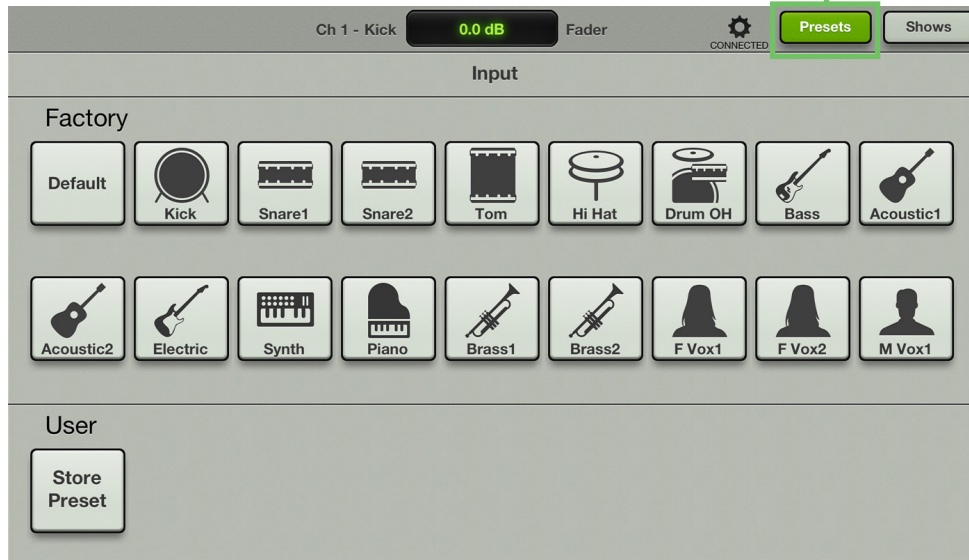 Ch 1 - Kick 0.0 dB Fader CONNECTED Presets Shows
Input
Factory
Default Kick Snare1 Snare2 Tom Hi Hat Drum OH Bass Acoustic1
Acoustic2 Electric Synth Piano Brass1 Brass2 F Vox1 F Vox2 M Vox1
User
Store
Preset